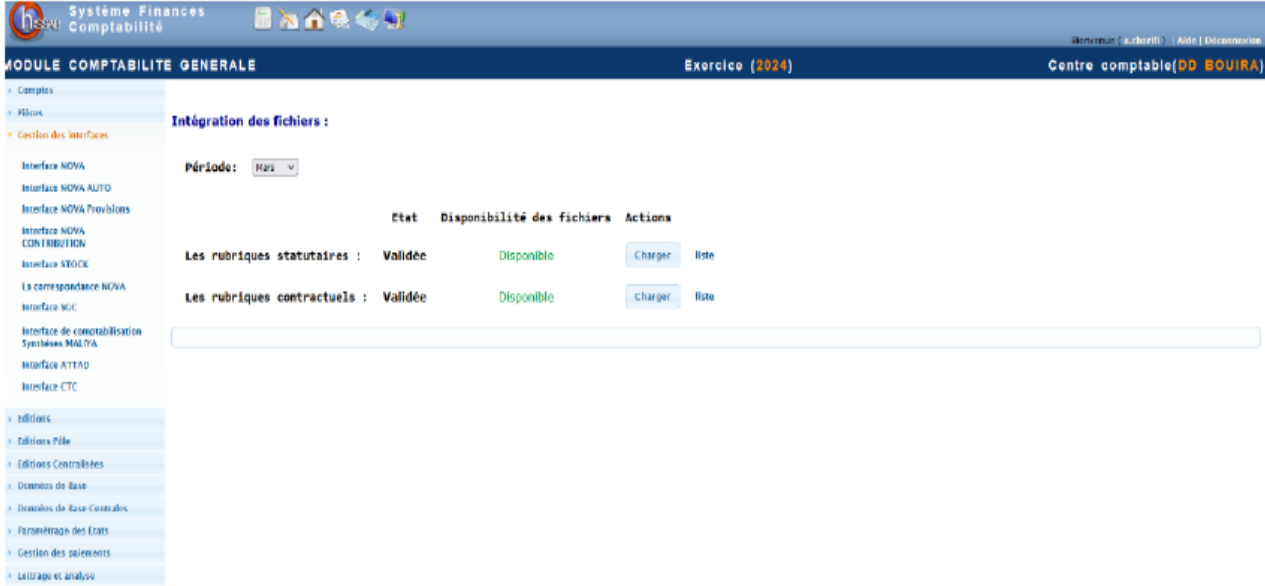 hissab Système Finances
Comptabilité
Bienvenue ( a.cherifi ) | Aide | Déconnexion
MODULE COMPTABILITE GENERALE Exercice (2024) Centre comptable(DD BOUIRA)
Comptes
Pièces
Gestion des interfaces
Interface NOVA
Interface NOVA AUTO
Interface NOVA Provisions
Interface NOVA
CONTRIBUTION
Interface STOCK
La correspondance NOVA
Interface SGC
Interface de comptabilisation
Synthèses MALIYA
Interface ATTAD
Interface CTC
Editions
Editions Pôle
Editions Centralisées
Données de Base
Données de Base Centrales
Paramétrage des Etats
Gestion des paiements
Lettrage et analyse
Intégration des fichiers :
Période: Mars
Etat Disponibilité des fichiers Actions
Les rubriques statutaires : Validée Disponible Charger liste
Les rubriques contractuels : Validée Disponible Charger liste